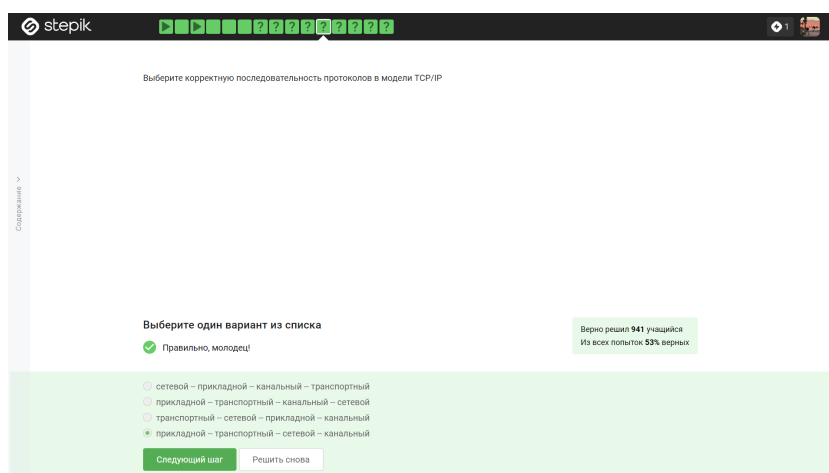 stepik
? ? ? ? ? ? ? ? ?
1
Выберите корректную последовательность протоколов в модели TCP/IP
Содержание
Выберите один вариант из списка
Правильно, молодец!
Верно решил 941 учащийся
Из всех попыток 53% верных
сетевой – прикладной – канальный – транспортный
прикладной – транспортный – канальный – сетевой
транспортный – сетевой – прикладной – канальный
прикладной – транспортный – сетевой – канальный
Следующий шаг
Решить снова